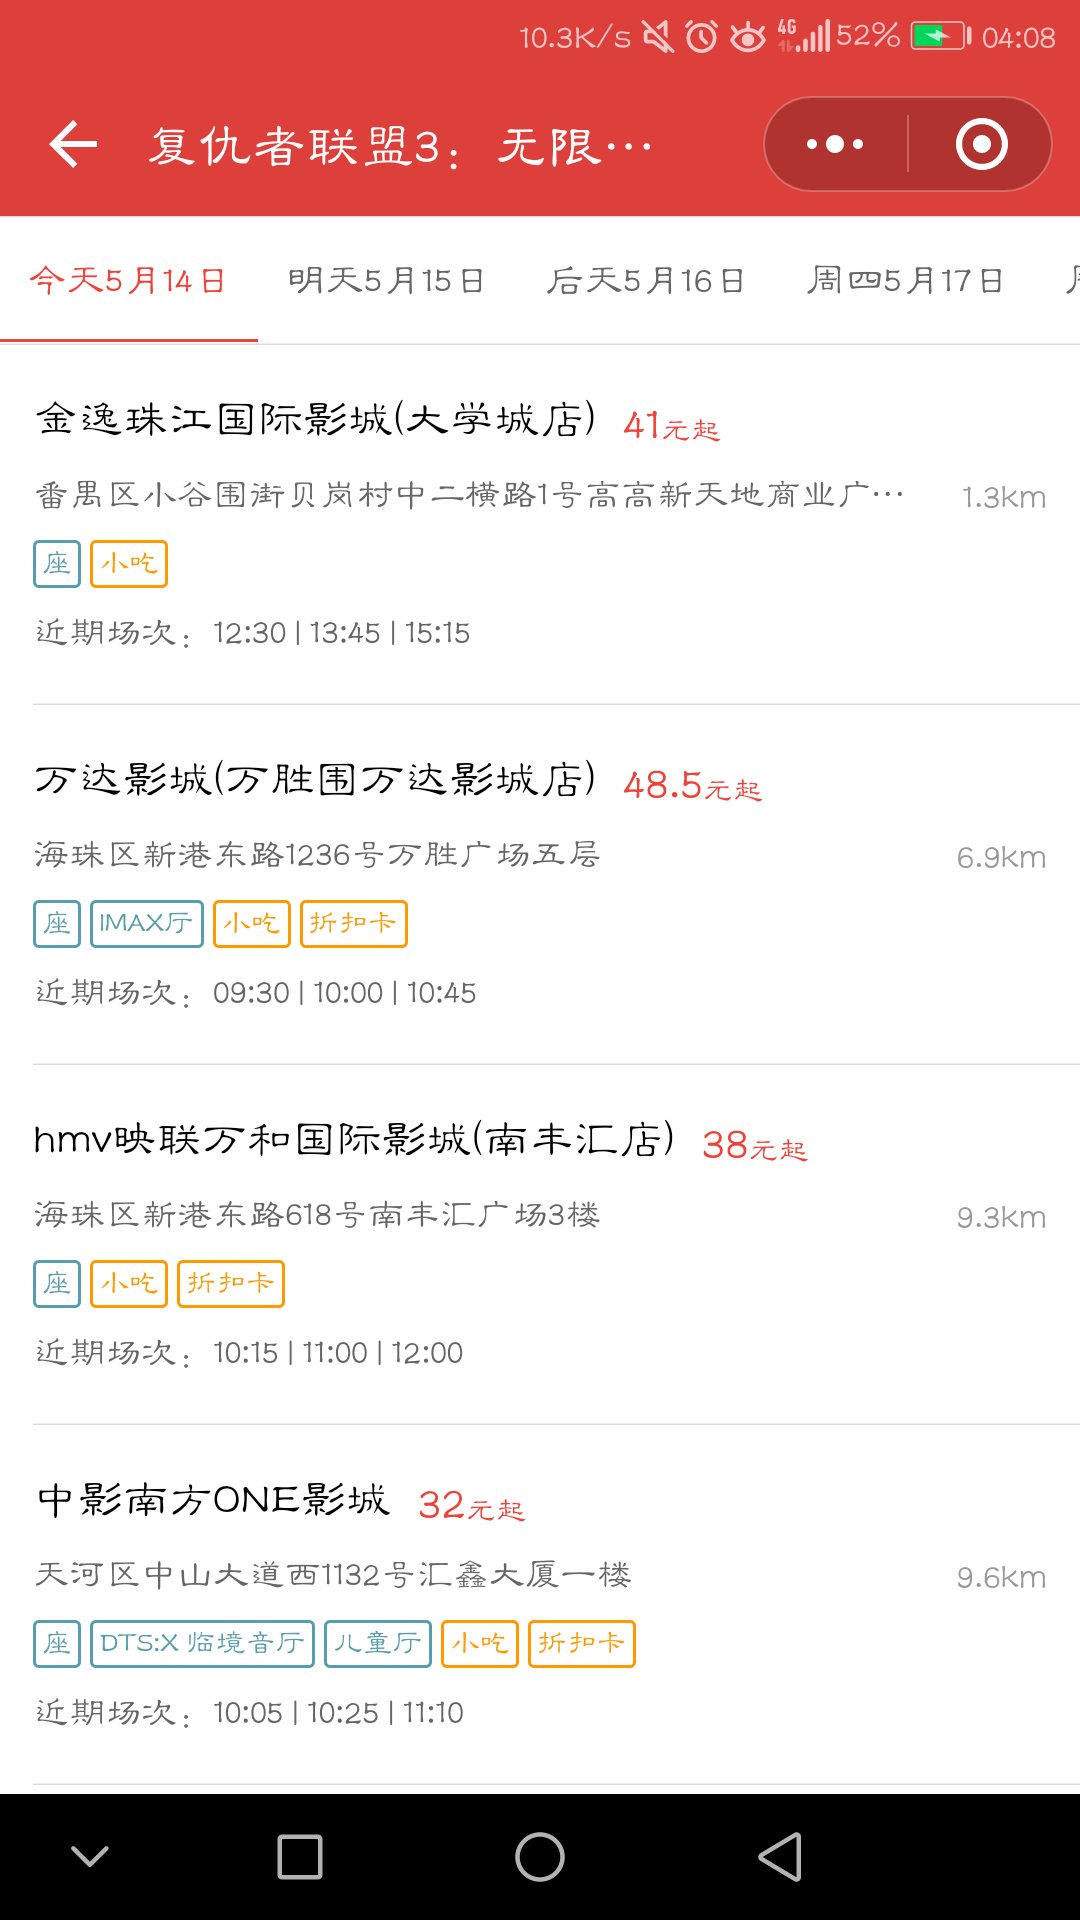 10.3K/s 4G 52% 04:08
复仇者联盟3：无限…
今天5月14日 明天5月15日 后天5月16日 周四5月17日
金逸珠江国际影城(大学城店) 41元起
番禺区小谷围街贝岗村中二横路1号高高新天地商业广… 1.3km
座 小吃
近期场次：12:30 | 13:45 | 15:15
万达影城(万胜围万达影城店) 48.5元起
海珠区新港东路1236号万胜广场五层 6.9km
座 IMAX厅 小吃 折扣卡
近期场次：09:30 | 10:00 | 10:45
hmv映联万和国际影城(南丰汇店) 38元起
海珠区新港东路618号南丰汇广场3楼 9.3km
座 小吃 折扣卡
近期场次：10:15 | 11:00 | 12:00
中影南方ONE影城 32元起
天河区中山大道西1132号汇鑫大厦一楼 9.6km
座 DTS:X 临境音厅 儿童厅 小吃 折扣卡
近期场次：10:05 | 10:25 | 11:10